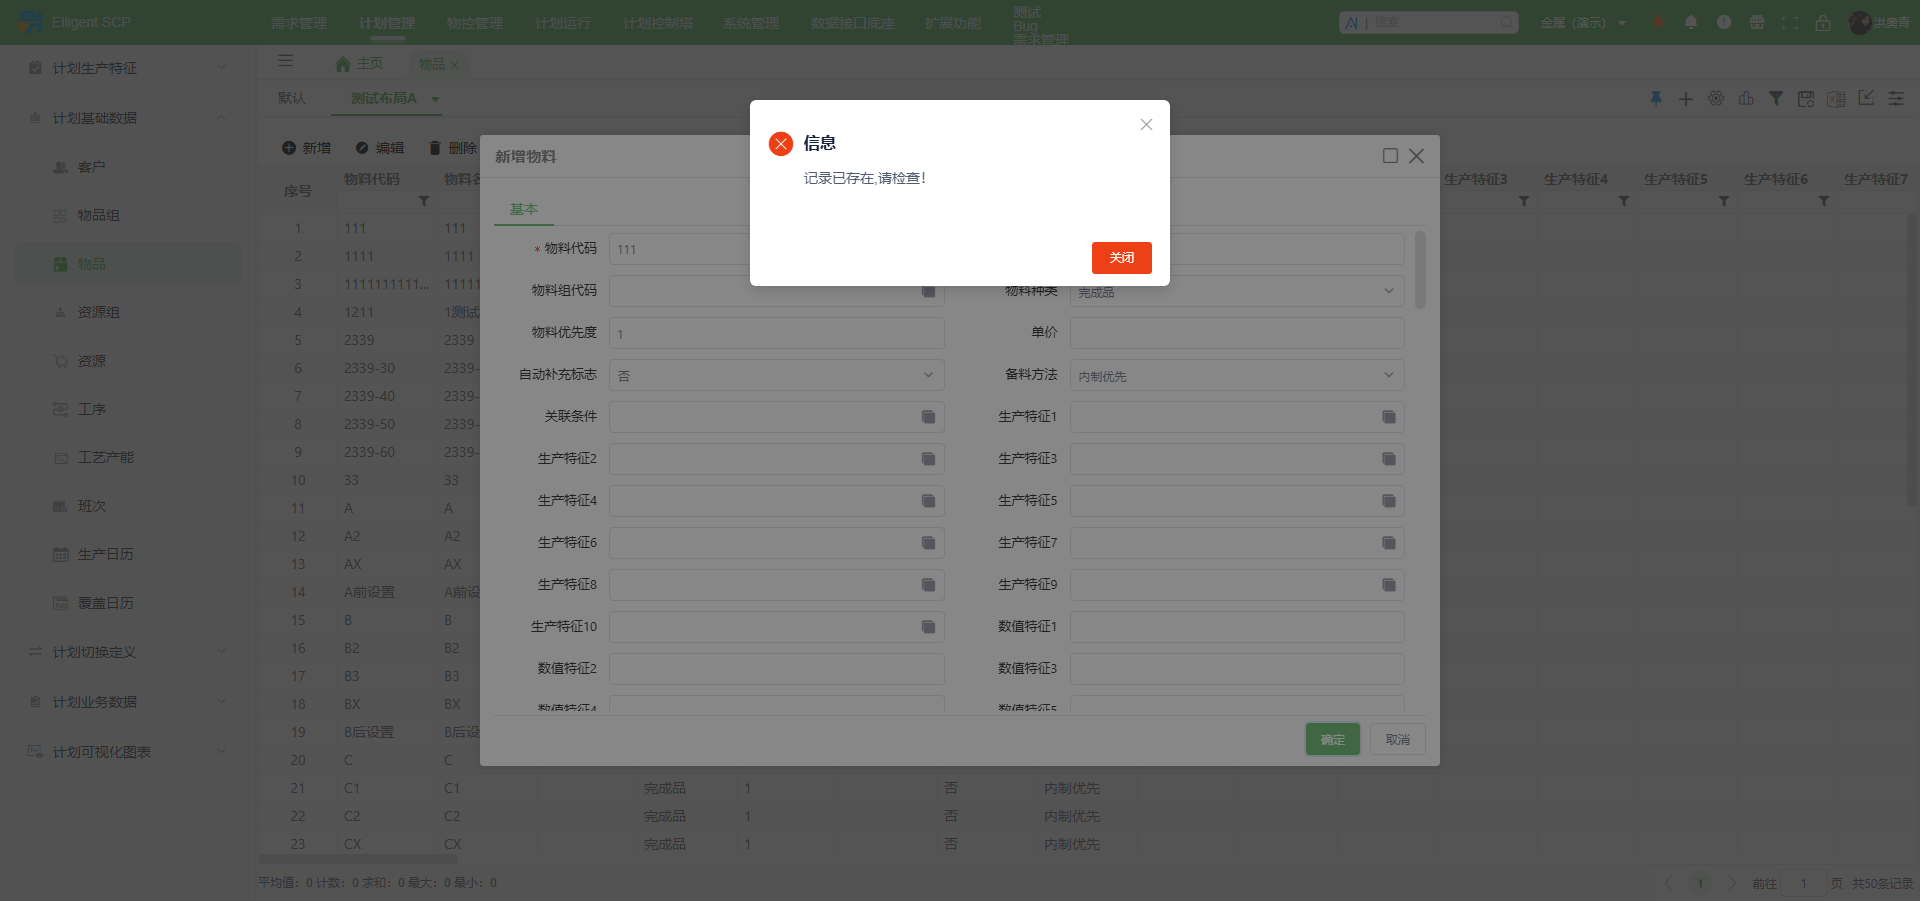 Elligent SCP
需求管理
计划管理
物控管理
计划运行
计划控制塔
系统管理
数据接口底座
扩展功能
测试
Bug
需求管理
AI | 搜索
金属 (演示)
洪奥青
计划生产特征
计划基础数据
客户
物品组
物品
资源组
资源
工序
工艺产能
班次
生产日历
覆盖日历
计划切换定义
计划业务数据
计划可视化图表
主页
物品
默认
测试布局A
新增 编辑 删除
序号 物料代码 物料名 生产特征3 生产特征4 生产特征5 生产特征6 生产特征7
1 111 111
2 1111 1111
3 1111111111... 11111
4 1211 1测试
5 2339 2339
6 2339-30 2339-
7 2339-40 2339-
8 2339-50 2339-
9 2339-60 2339-
10 33 33
11 A A
12 A2 A2
13 AX AX
14 A前设置 A前设
15 B B
16 B2 B2
17 B3 B3
18 BX BX
19 B后设置 B后设
20 C C
21 C1 C1 完成品 1 否 内制优先
22 C2 C2 完成品 1 否 内制优先
23 CX CX 完成品 1 否 内制优先
平均值: 0 计数: 0 求和: 0 最大: 0 最小: 0
1 前往 1 页 共50条记录
新增物料
基本
* 物料代码 111
物料组代码 物料种类 完成品
物料优先度 1 单价
自动补充标志 否 备料方法 内制优先
关联条件 生产特征1
生产特征2 生产特征3
生产特征4 生产特征5
生产特征6 生产特征7
生产特征8 生产特征9
生产特征10 数值特征1
数值特征2 数值特征3
数值特征4 数值特征5
确定 取消
信息
记录已存在,请检查!
关闭